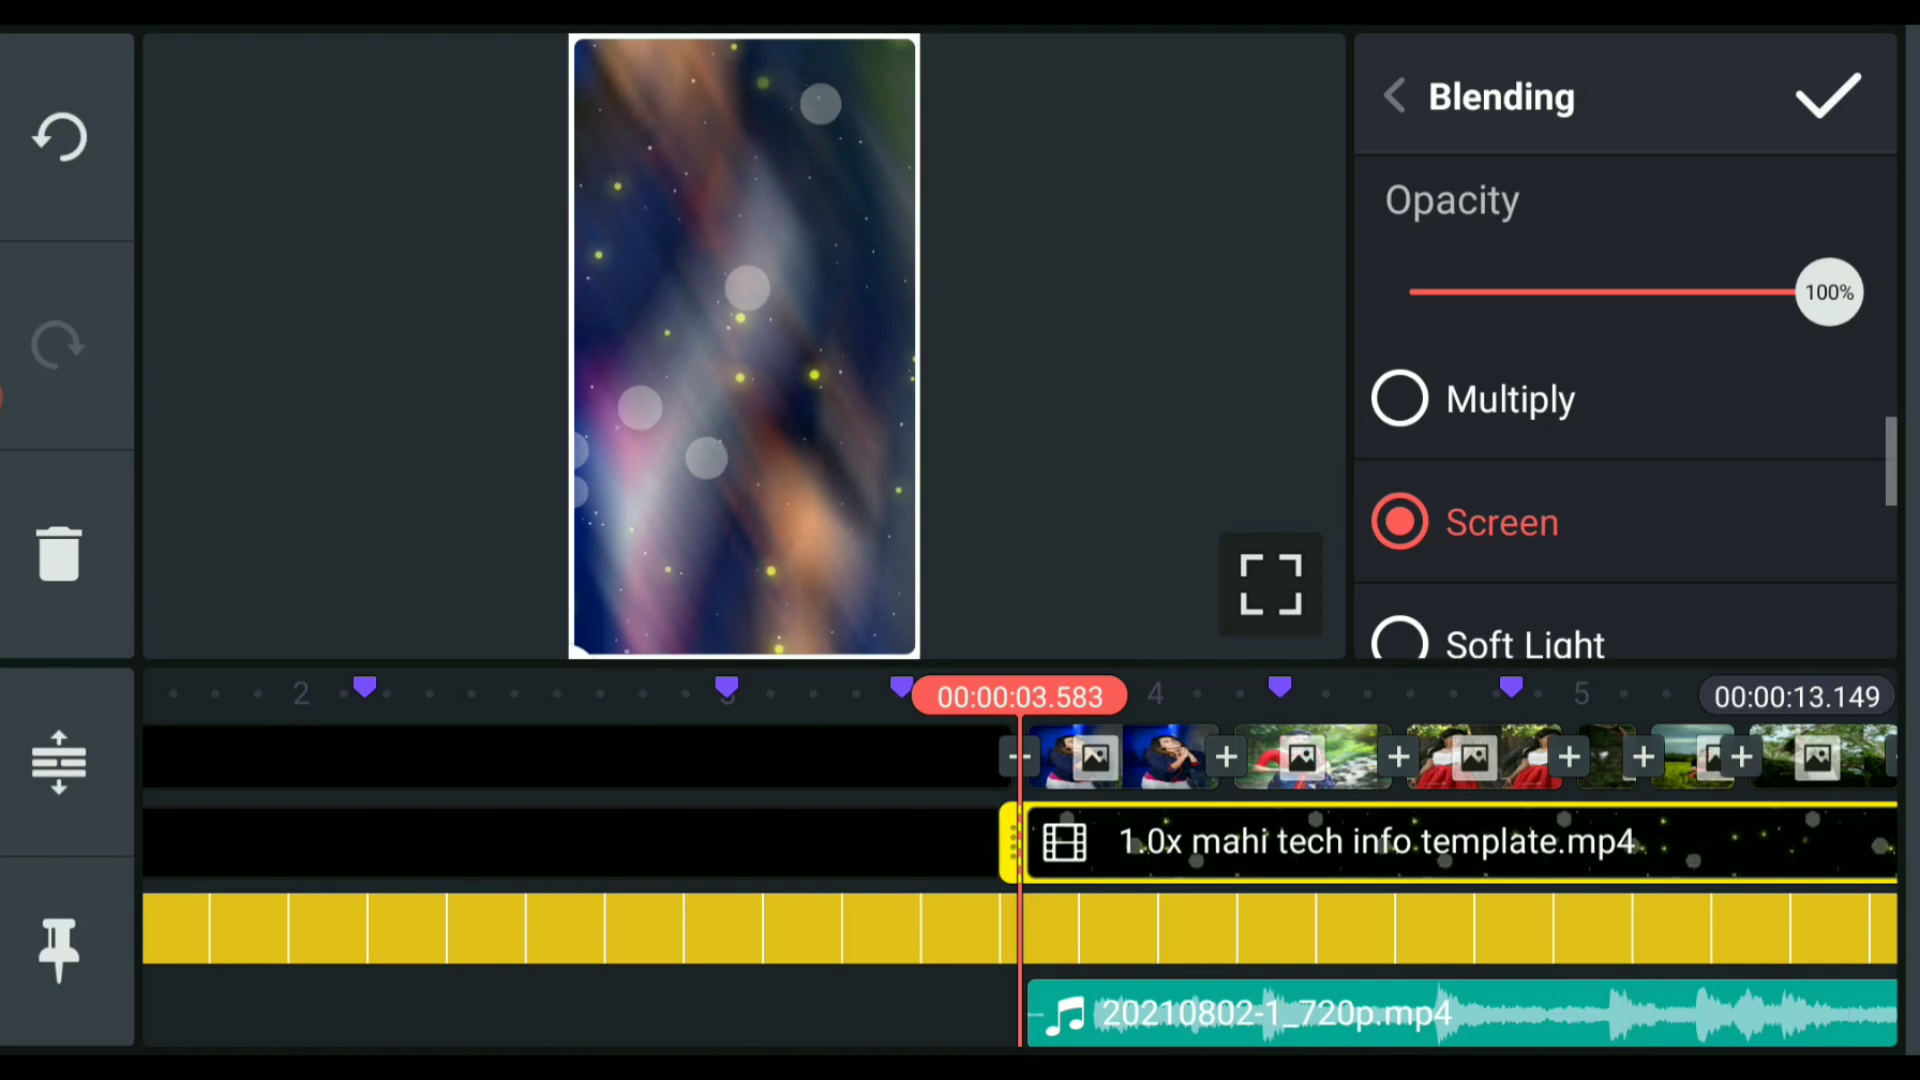 Blending
Opacity
100%
Multiply
Screen
Soft Light
2
3
00:00:03.583
4
5
00:00:13.149
1.0x mahi tech info template.mp4
20210802-1_720p.mp4